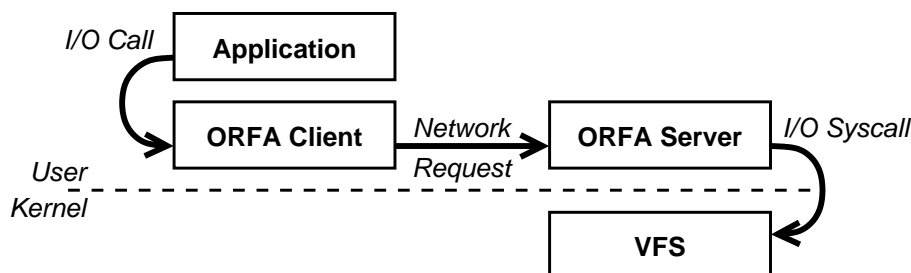 I/O Call
Application
ORFA Client
Network
Request
ORFA Server
I/O Syscall
User
Kernel
VFS